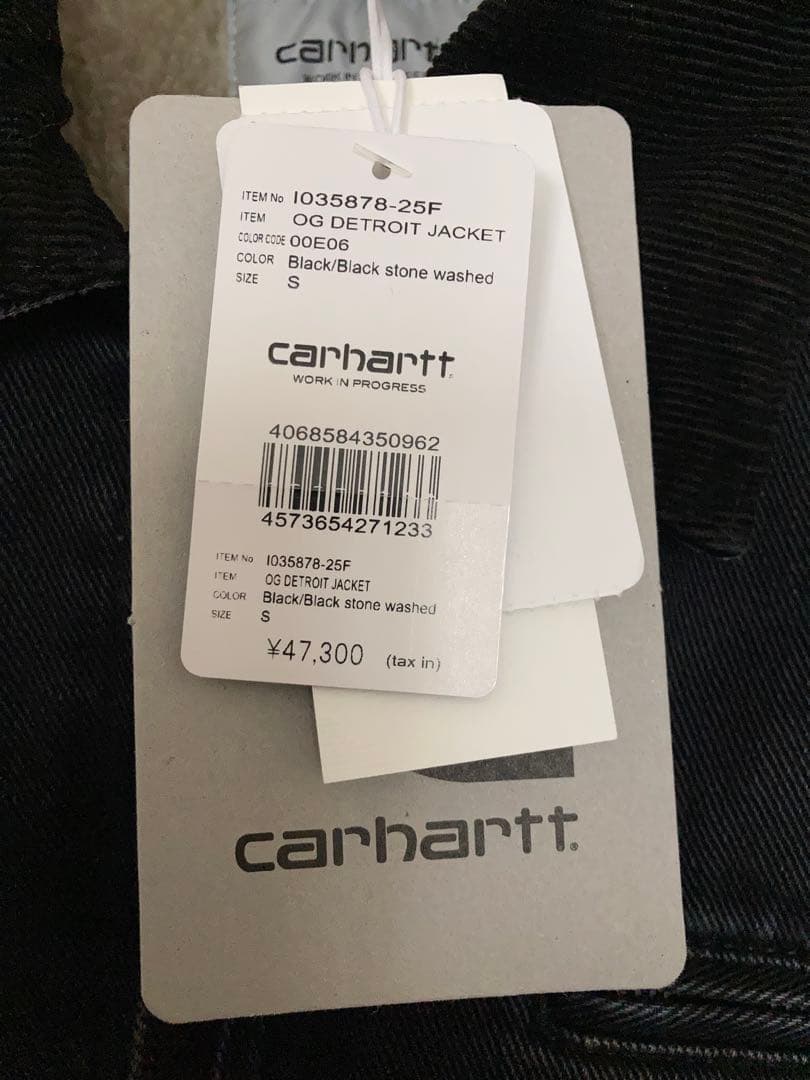 carhartt
ITEM No I035878-25F
ITEM OG DETROIT JACKET
COLOR CODE 00E06
COLOR Black/Black stone washed
SIZE S
carhartt
WORK IN PROGRESS
4068584350962
4573654271233
ITEM No I035878-25F
ITEM OG DETROIT JACKET
COLOR Black/Black stone washed
SIZE S
¥47,300 (tax in)
carhartt